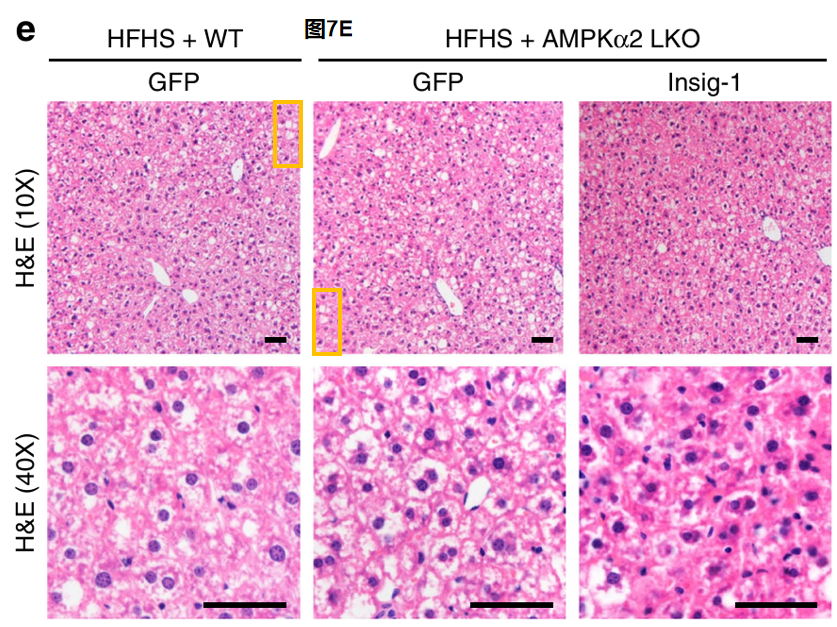 e
图7E
HFHS + WT
HFHS + AMPKα2 LKO
GFP
GFP
Insig-1
H&E (10X)
H&E (40X)